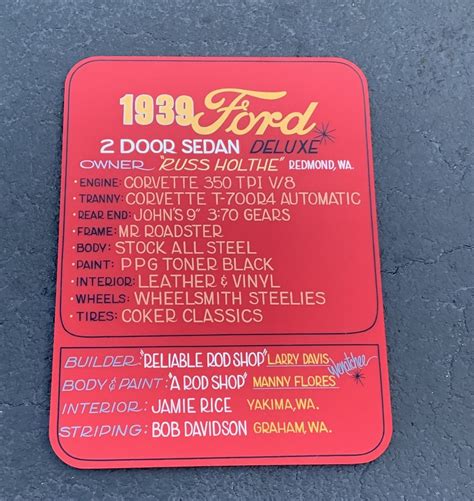 1939 Ford
2 DOOR SEDAN DELUXE
OWNER "RUSS HOLTHE" REDMOND, WA.
• ENGINE: CORVETTE 350 TPI V/8
• TRANNY: CORVETTE T-700R4 AUTOMATIC
• REAR END: JOHN'S 9" 3:70 GEARS
• FRAME: MR ROADSTER
• BODY: STOCK ALL STEEL
• PAINT: PPG TONER BLACK
• INTERIOR: LEATHER & VINYL
• WHEELS: WHEELSMITH STEELIES
• TIRES: COKER CLASSICS
BUILDER: "RELIABLE ROD SHOP" LARRY DAVIS
BODY & PAINT: "A ROD SHOP" MANNY FLORES
Wenatchee
INTERIOR: JAMIE RICE YAKIMA, WA.
STRIPING: BOB DAVIDSON GRAHAM, WA.